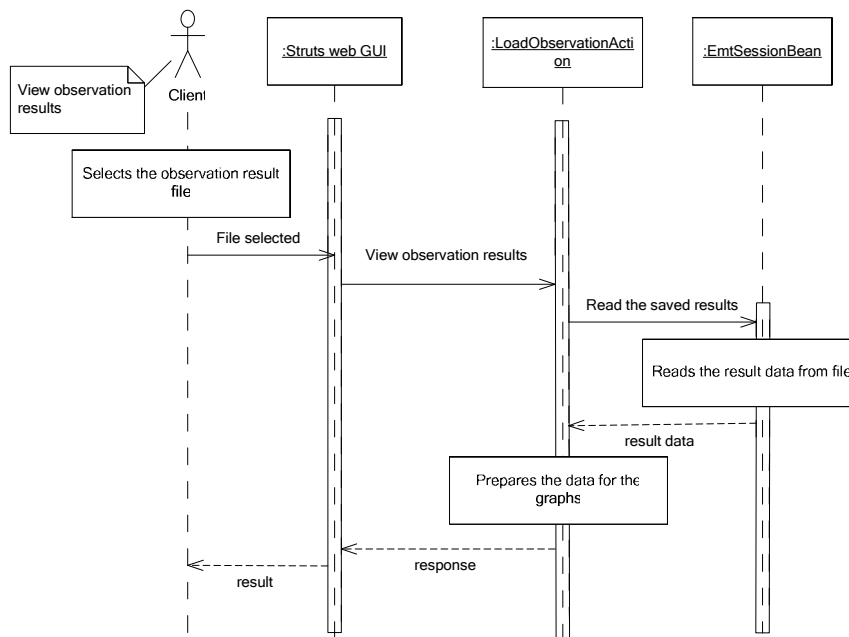 :Struts web GUI
:LoadObservationActi
on
:EmtSessionBean
View observation
results
Client
Selects the observation result
file
File selected
View observation results
Read the saved results
Reads the result data from file
result data
Prepares the data for the
graphs
response
result